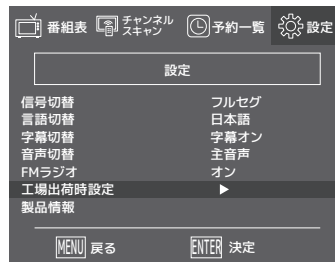 番組表 チャンネルスキャン 予約一覧 設定
設定
信号切替 フルセグ
言語切替 日本語
字幕切替 字幕オン
音声切替 主音声
FMラジオ オン
工場出荷時設定 ▶
製品情報
MENU 戻る ENTER 決定